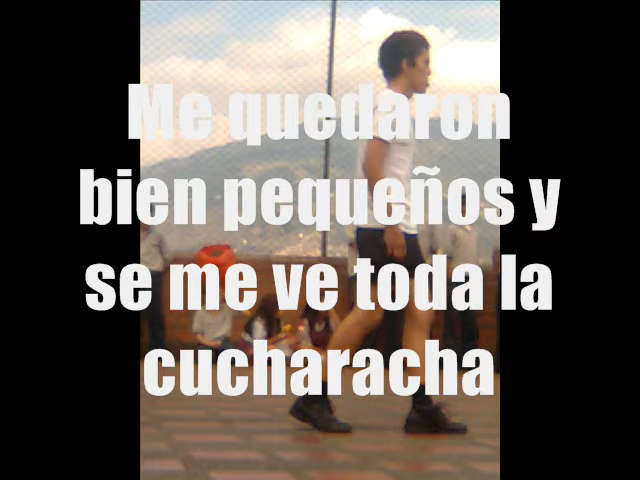 Me quedaron
bien pequeños y
se me ve toda la
cucharacha